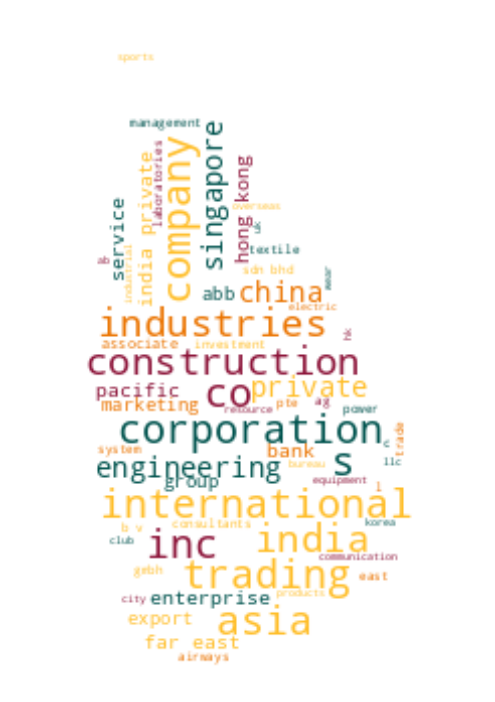 sports
management
company
singapore
india private
laboratories
hong kong
service
industrial
overseas
uk
textile
ab
sdn bhd
wear
abb
china
electric
industries
hk
associate
investment
construction
pacific
co
private
marketing
resource
pte
ag
power
corporation
trade
c
system
bank
s
llc
engineering
bureau
group
equipment
l
international
b v
consultants
korea
club
inc
india
communication
gmbh
trading
east
city
enterprise
products
export
asia
far east
airways